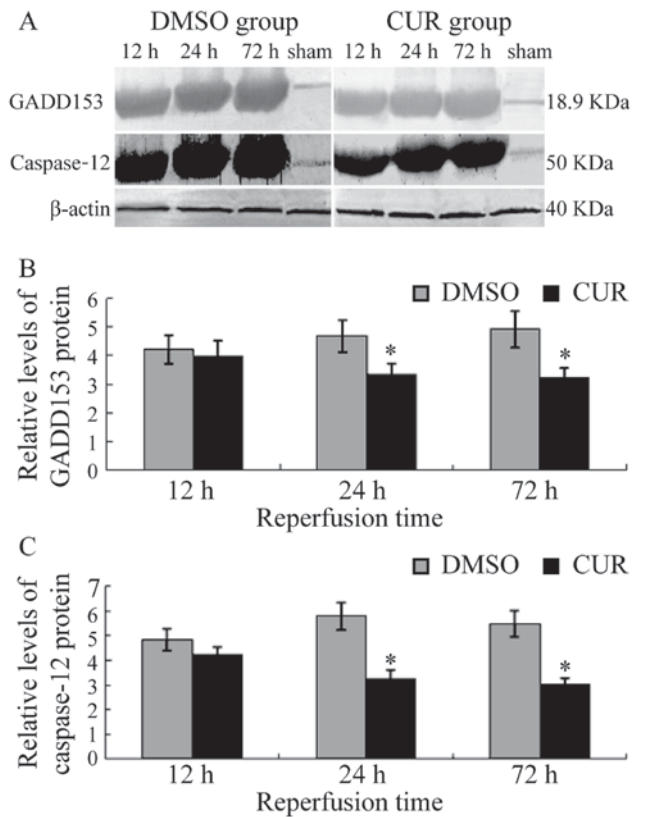 A DMSO group CUR group
12 h 24 h 72 h sham 12 h 24 h 72 h sham
GADD153 18.9 KDa
Caspase-12 50 KDa
β-actin 40 KDa
B
DMSO CUR
Relative levels of
GADD153 protein
6
5
4
3
2
1
0
* *
12 h 24 h 72 h
Reperfusion time
C
DMSO CUR
Relative levels of
caspase-12 protein
7
6
5
4
3
2
1
0
* *
12 h 24 h 72 h
Reperfusion time